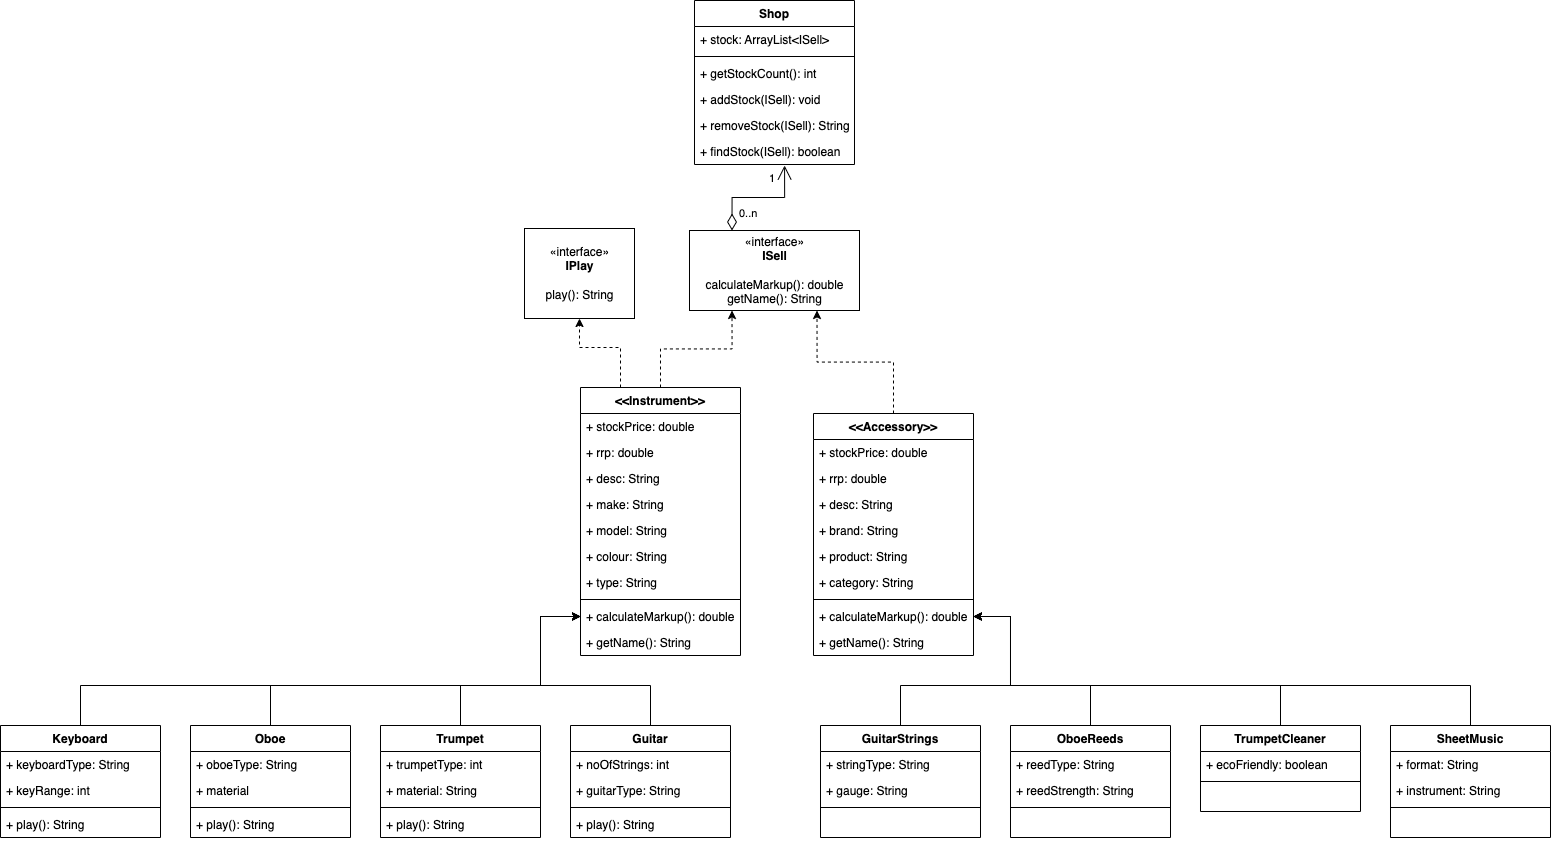 Shop
+ stock: ArrayList<ISell>
+ getStockCount(): int
+ addStock(ISell): void
+ removeStock(ISell): String
+ findStock(ISell): boolean
1
0..n
«interface»
IPlay
play(): String
«interface»
ISell
calculateMarkup(): double
getName(): String
<<Instrument>>
+ stockPrice: double
+ rrp: double
+ desc: String
+ make: String
+ model: String
+ colour: String
+ type: String
+ calculateMarkup(): double
+ getName(): String
<<Accessory>>
+ stockPrice: double
+ rrp: double
+ desc: String
+ brand: String
+ product: String
+ category: String
+ calculateMarkup(): double
+ getName(): String
Keyboard
+ keyboardType: String
+ keyRange: int
+ play(): String
Oboe
+ oboeType: String
+ material
+ play(): String
Trumpet
+ trumpetType: int
+ material: String
+ play(): String
Guitar
+ noOfStrings: int
+ guitarType: String
+ play(): String
GuitarStrings
+ stringType: String
+ gauge: String
OboeReeds
+ reedType: String
+ reedStrength: String
TrumpetCleaner
+ ecoFriendly: boolean
SheetMusic
+ format: String
+ instrument: String